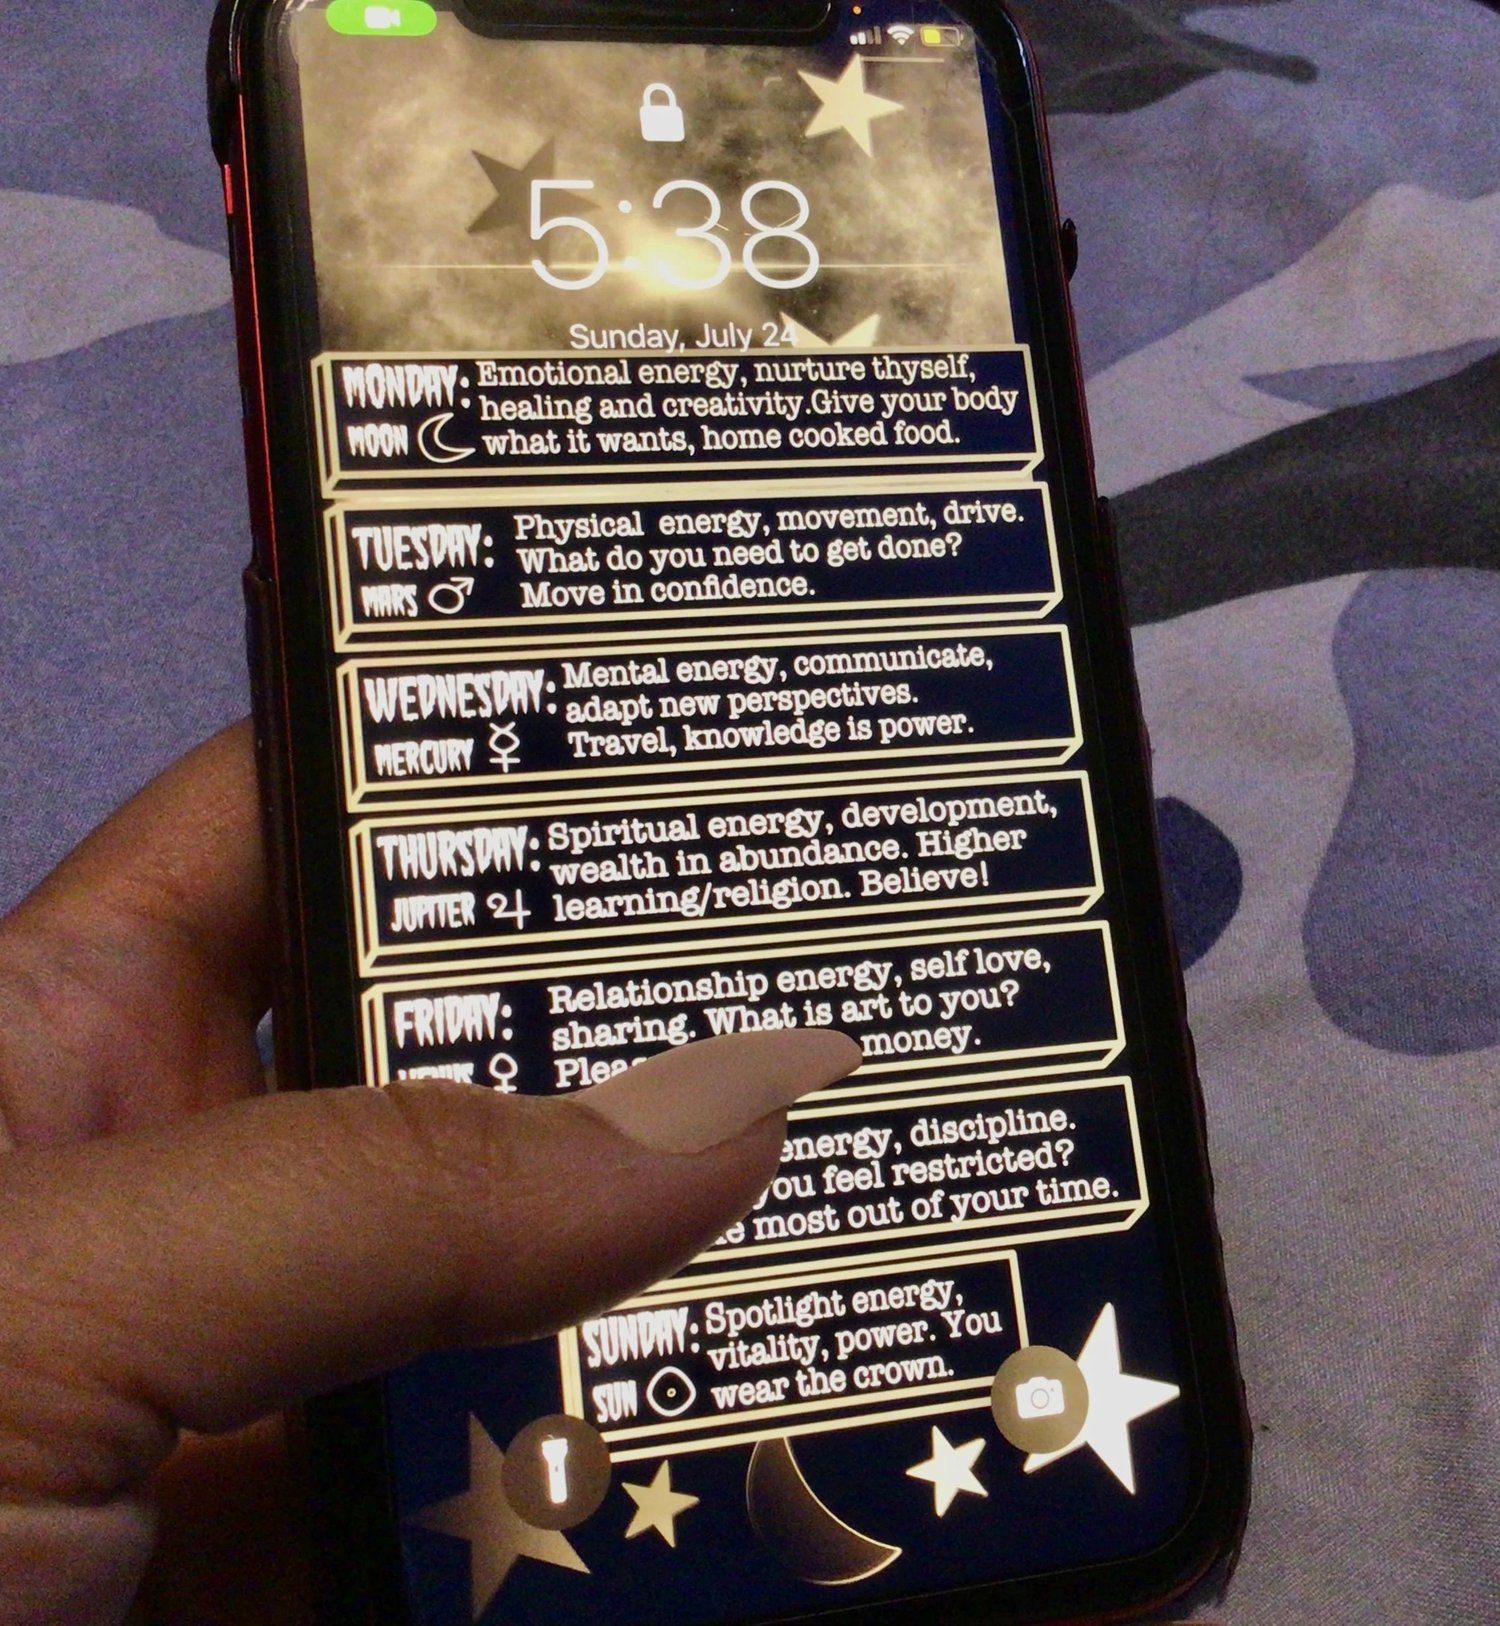 5:38
Sunday, July 24
MONDAY: Emotional energy, nurture thyself,
healing and creativity.Give your body
MOON what it wants, home cooked food.
TUESDAY: Physical energy, movement, drive.
What do you need to get done?
MARS Move in confidence.
WEDNESDAY: Mental energy, communicate,
adapt new perspectives.
MERCURY Travel, knowledge is power.
THURSDAY: Spiritual energy, development,
wealth in abundance. Higher
JUPITER learning/religion. Believe!
FRIDAY: Relationship energy, self love,
sharing. What is art to you?
money.
energy, discipline.
you feel restricted?
most out of your time.
SUNDAY: Spotlight energy,
vitality, power. You
SUN wear the crown.